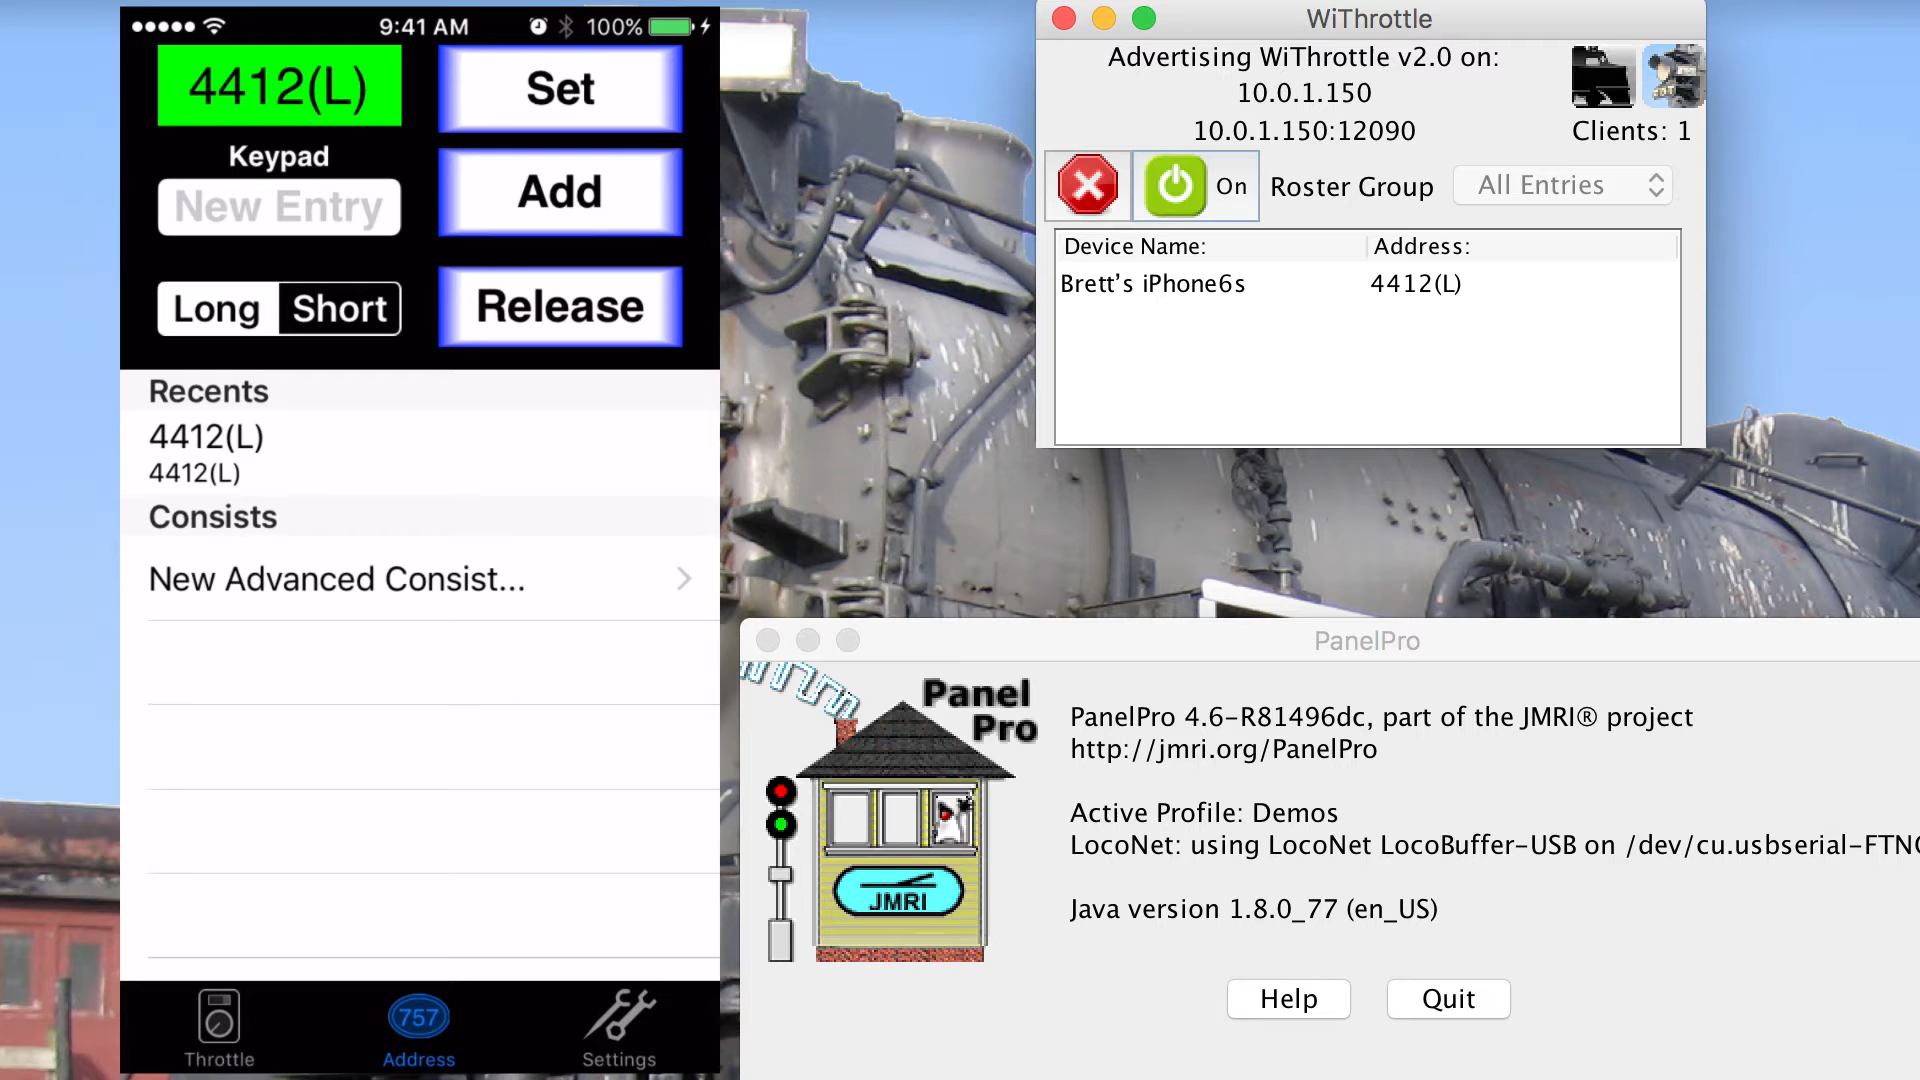 9:41 AM
100%
4412(L)
Set
Keypad
New Entry
Add
Long
Short
Release
Recents
4412(L)
4412(L)
Consists
New Advanced Consist...
Throttle
757
Address
Settings
WiThrottle
Advertising WiThrottle v2.0 on:
10.0.1.150
10.0.1.150:12090
Clients: 1
On
Roster Group
All Entries
Device Name:
Address:
Brett's iPhone6s
4412(L)
PanelPro
Panel
Pro
JMRI
PanelPro 4.6-R81496dc, part of the JMRI® project
http://jmri.org/PanelPro
Active Profile: Demos
LocoNet: using LocoNet LocoBuffer-USB on /dev/cu.usbserial-FTN
Java version 1.8.0_77 (en_US)
Help
Quit